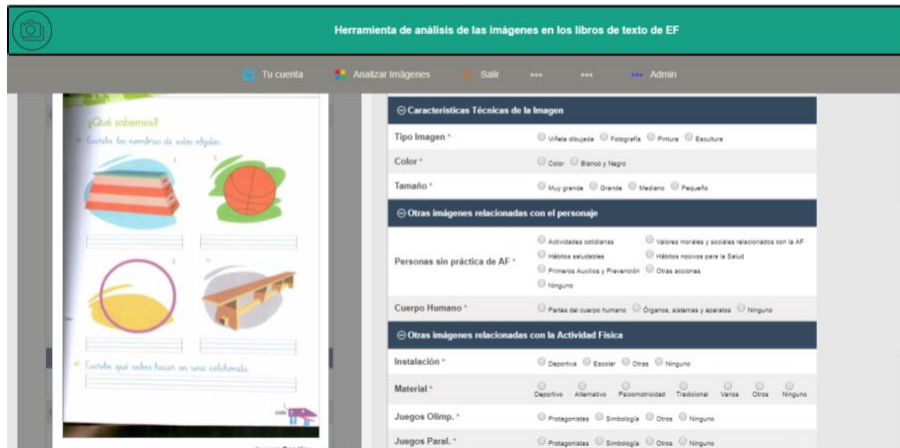 Herramienta de análisis de las imágenes en los libros de texto de EF
Tu cuenta Analizar Imágenes Salir ... ... ... Admin
¿Qué sabemos?
Escribe los nombres de estos objetos.
Escribe qué sabes hacer en una colchoneta.
Características Técnicas de la Imagen
Tipo Imagen * Viñeta dibujada Fotografía Pintura Escultura
Color * Color Blanco y Negro
Tamaño * Muy grande Grande Mediano Pequeño
Otras imágenes relacionadas con el personaje
Personas sin práctica de AF *
Actividades cotidianas Valores morales y sociales relacionados con la AF
Hábitos saludables Hábitos nocivos para la Salud
Primeros Auxilios y Prevención Otras acciones
Ninguno
Cuerpo Humano * Partes del cuerpo humano Órganos, sistemas y aparatos Ninguno
Otras imágenes relacionadas con la Actividad Física
Instalación * Deportiva Escolar Otras Ninguno
Material * Deportivo Alternativo Psicomotricidad Tradicional Varios Otros Ninguno
Juegos Olimp. * Protagonistas Simbología Otros Ninguno
Juegos Paral. * Protagonistas Simbología Otros Ninguno